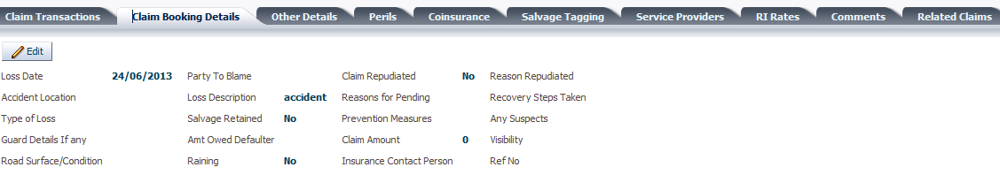 Claim Transactions Claim Booking Details Other Details Perils Coinsurance Salvage Tagging Service Providers RI Rates Comments Related Claims
Edit
Loss Date 24/06/2013 Party To Blame Claim Repudiated No Reason Repudiated
Accident Location Loss Description accident Reasons for Pending Recovery Steps Taken
Type of Loss Salvage Retained No Prevention Measures Any Suspects
Guard Details If any Amt Owed Defaulter Claim Amount 0 Visibility
Road Surface/Condition Raining No Insurance Contact Person Ref No